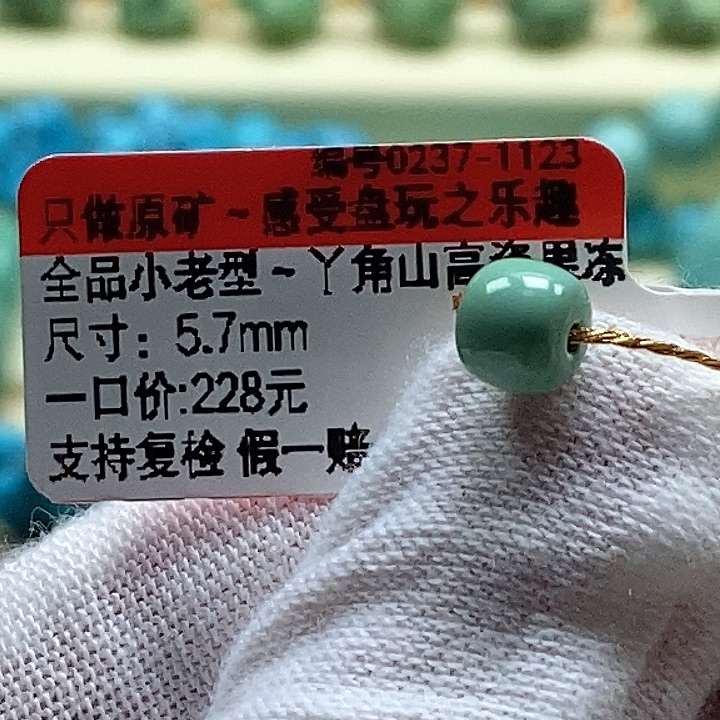 编号0237-1123
只做原矿~感受盘玩之乐趣
全品小老型~丫角山高瓷果冻
尺寸：5.7mm
一口价:228元
支持复检 假一赔